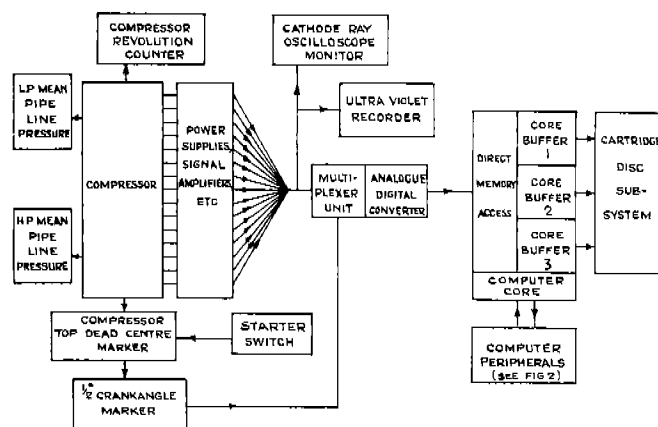 COMPRESSOR
REVOLUTION
COUNTER
CATHODE RAY
OSCILLOSCOPE
MONITOR
LP MEAN
PIPE
LINE
PRESSURE
COMPRESSOR
POWER
SUPPLIES
SIGNAL
AMPLIFIERS
ETC
ULTRA VIOLET
RECORDER
MULTI-
PLEXER
UNIT
ANALOGUE
DIGITAL
CONVERTER
DIRECT
MEMORY
ACCESS
CORE
BUFFER
1
CORE
BUFFER
2
CORE
BUFFER
3
COMPUTER
CORE
CARTRIDGE
DISC
SUB-
SYSTEM
HP MEAN
PIPE
LINE
PRESSURE
COMPRESSOR
TOP DEAD CENTRE
MARKER
STARTER
SWITCH
COMPUTER
PERIPHERALS
(SEE FIG 2)
1/2° CRANKANGLE
MARKER